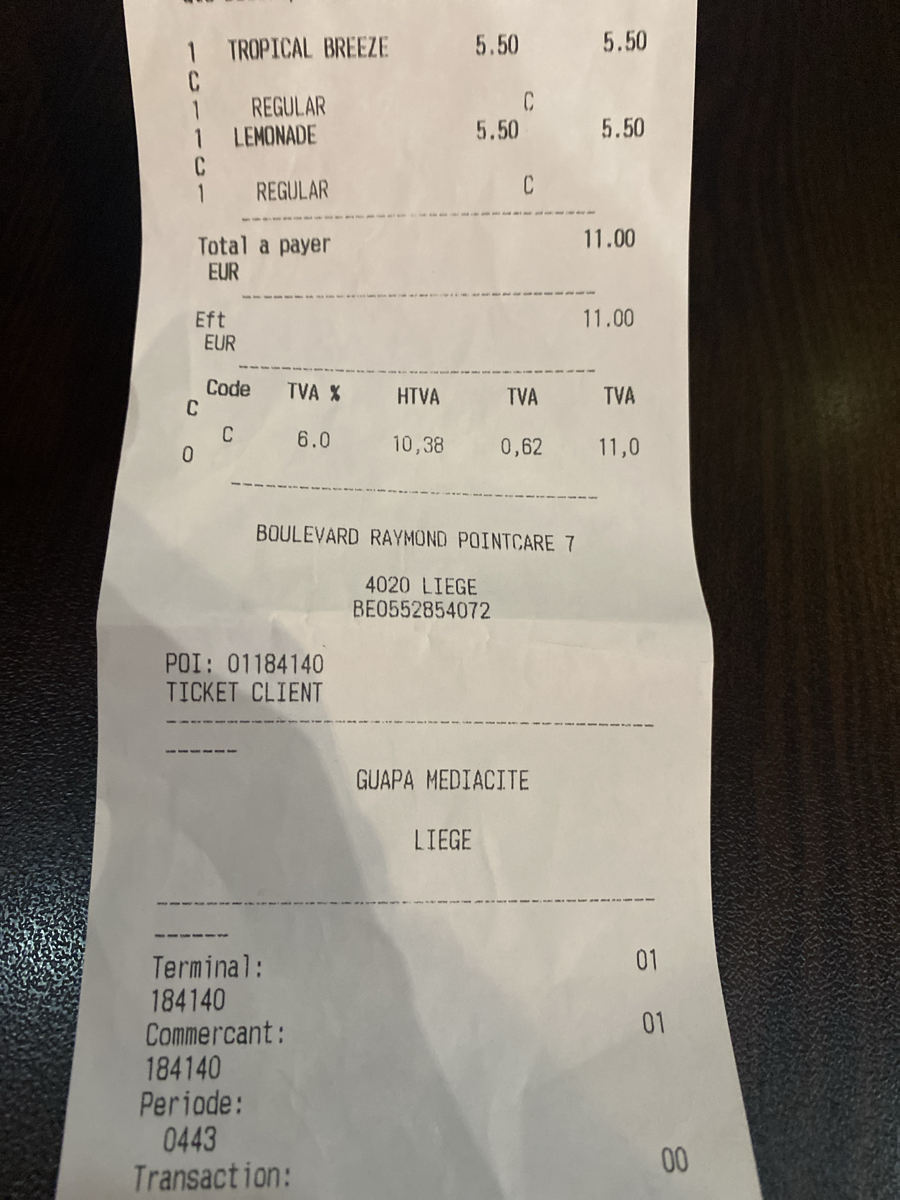 1 TROPICAL BREEZE 5.50 5.50
C
1 REGULAR C
1 LEMONADE 5.50 5.50
C
1 REGULAR C
Total a payer 11.00
EUR
Eft 11.00
EUR
Code TVA % HTVA TVA TVA
C
C 6.0 10,38 0,62 11,0
0
BOULEVARD RAYMOND POINTCARE 7
4020 LIEGE
BE0552854072
POI: 01184140
TICKET CLIENT
GUAPA MEDIACITE
LIEGE
Terminal: 01
184140
Commercant: 01
184140
Periode:
0443
Transaction: 00